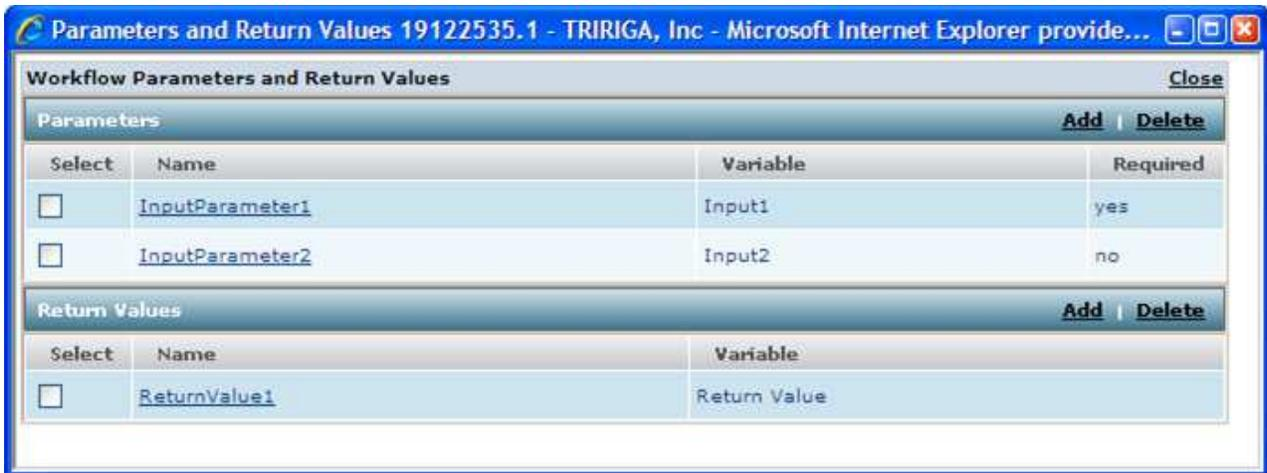 Parameters and Return Values 19122535.1 - TRIRIGA, Inc - Microsoft Internet Explorer provide...
Workflow Parameters and Return Values Close
Parameters Add | Delete
Select Name Variable Required
InputParameter1 Input1 yes
InputParameter2 Input2 no
Return Values Add | Delete
Select Name Variable
ReturnValue1 Return Value